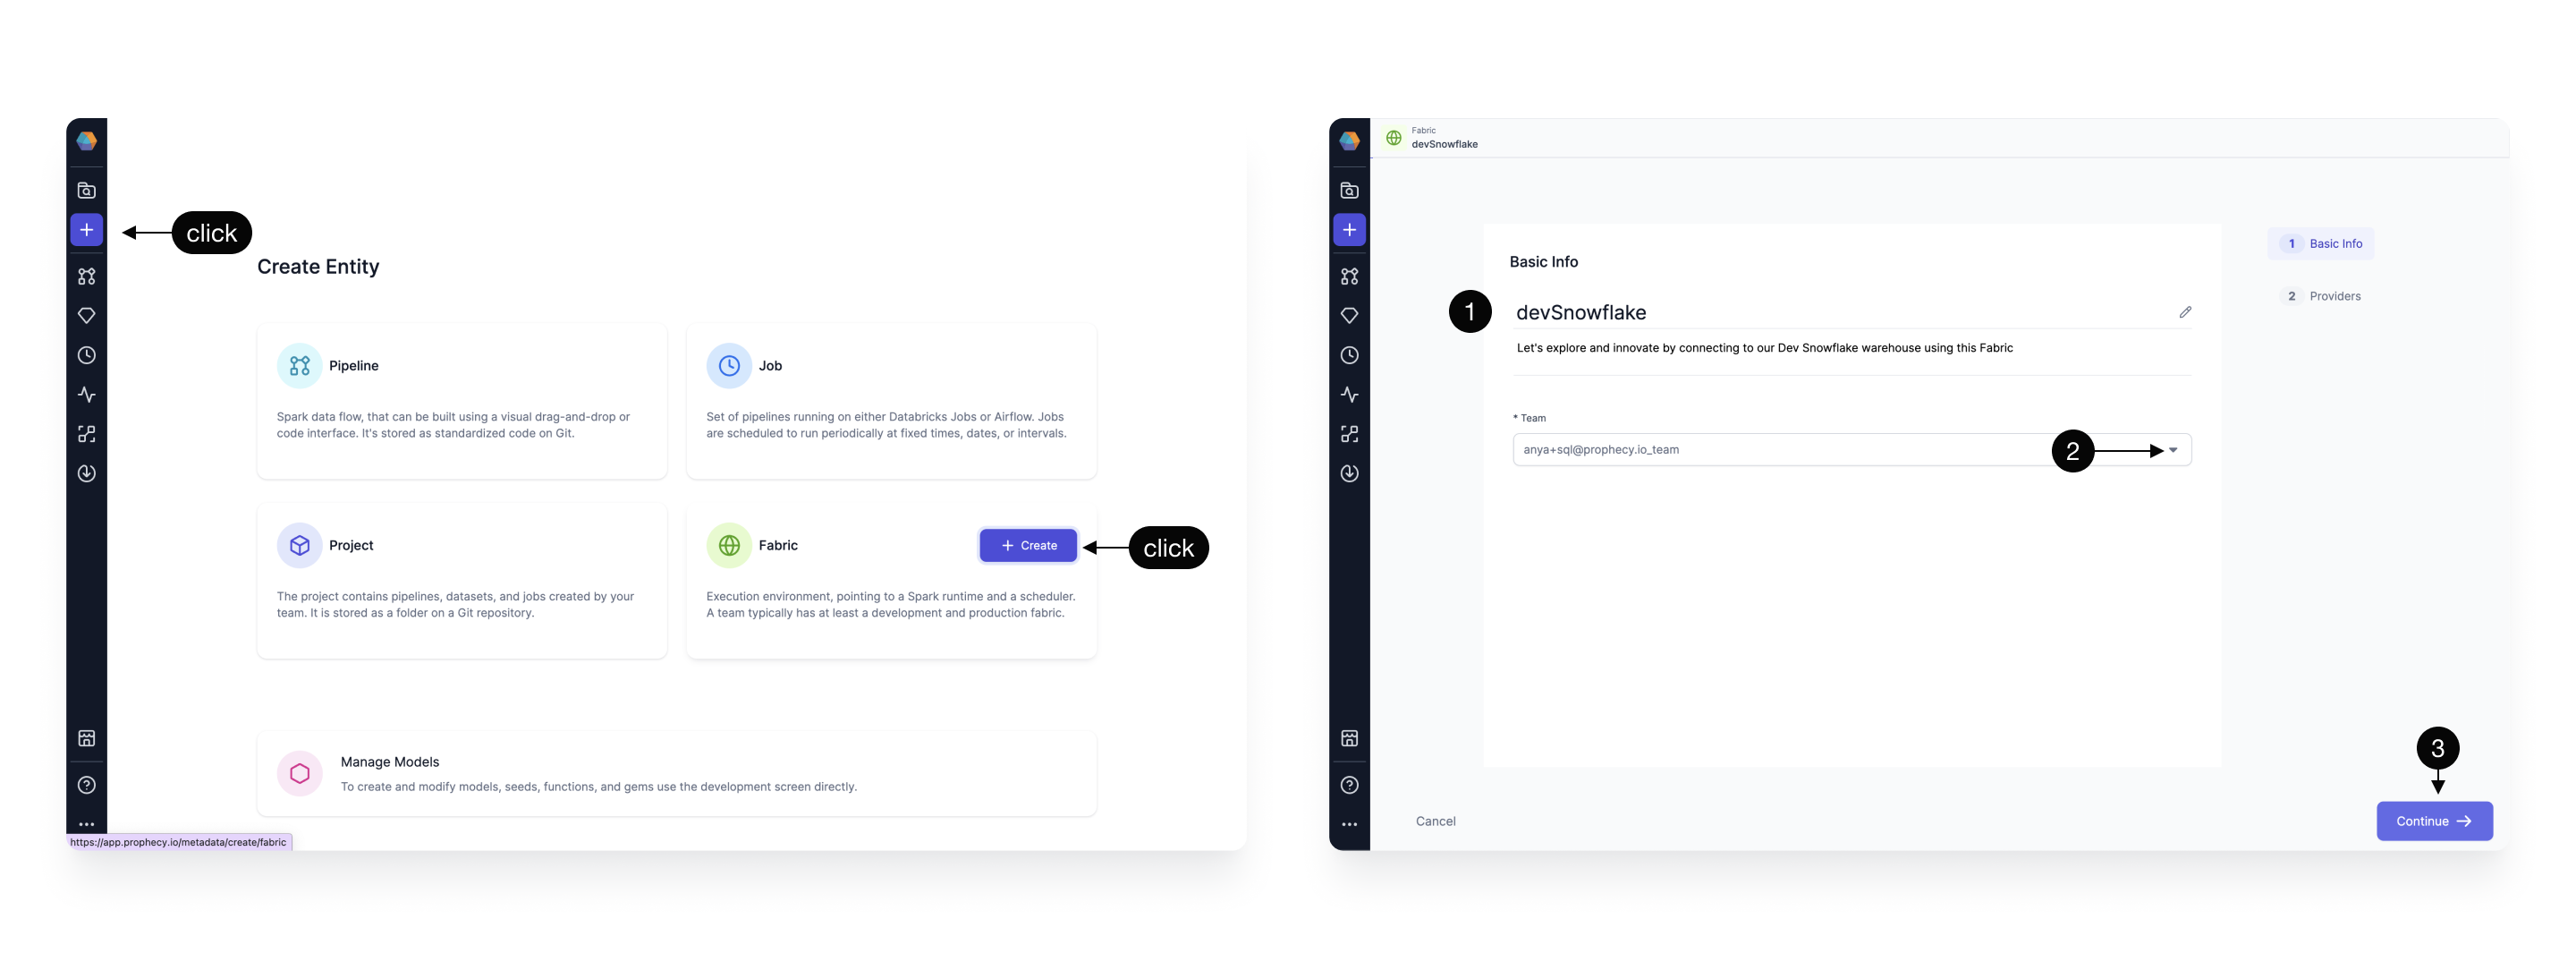 click
Create Entity
Pipeline
Spark data flow, that can be built using a visual drag-and-drop or
code interface. It's stored as standardized code on Git.
Job
Set of pipelines running on either Databricks Jobs or Airflow. Jobs
are scheduled to run periodically at fixed times, dates, or intervals.
Project
The project contains pipelines, datasets, and jobs created by your
team. It is stored as a folder on a Git repository.
Fabric
Create
click
Execution environment, pointing to a Spark runtime and a scheduler.
A team typically has at least a development and production fabric.
Manage Models
To create and modify models, seeds, functions, and gems use the development screen directly.
https://app.prophecy.io/metadata/create/fabric
Fabric
devSnowflake
Basic Info
1
devSnowflake
Let's explore and innovate by connecting to our Dev Snowflake warehouse using this Fabric
* Team
anya+sql@prophecy.io_team
2
1 Basic Info
2 Providers
3
Cancel
Continue